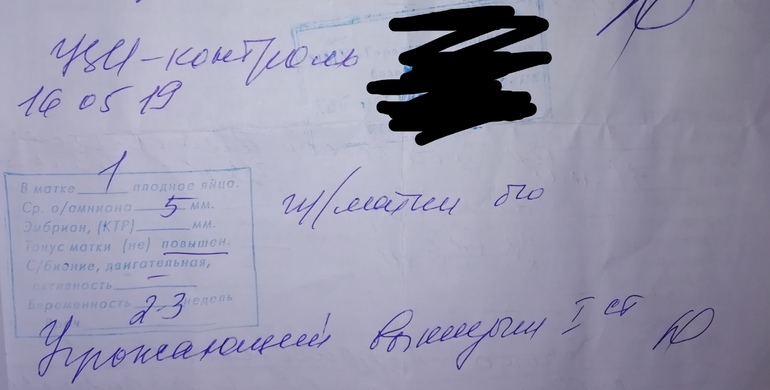 УЗИ-контроль
16 05 19
В матке 1 плодное яйцо.
Ср. d/амниона 5 мм.
Эмбрион, (КТР) мм.
Тонус матки (не) повышен.
С/биение, двигательная,
активность –
Беременность 2-3 недель
ш/матки б/о
Угрожающий выкидыш I ст